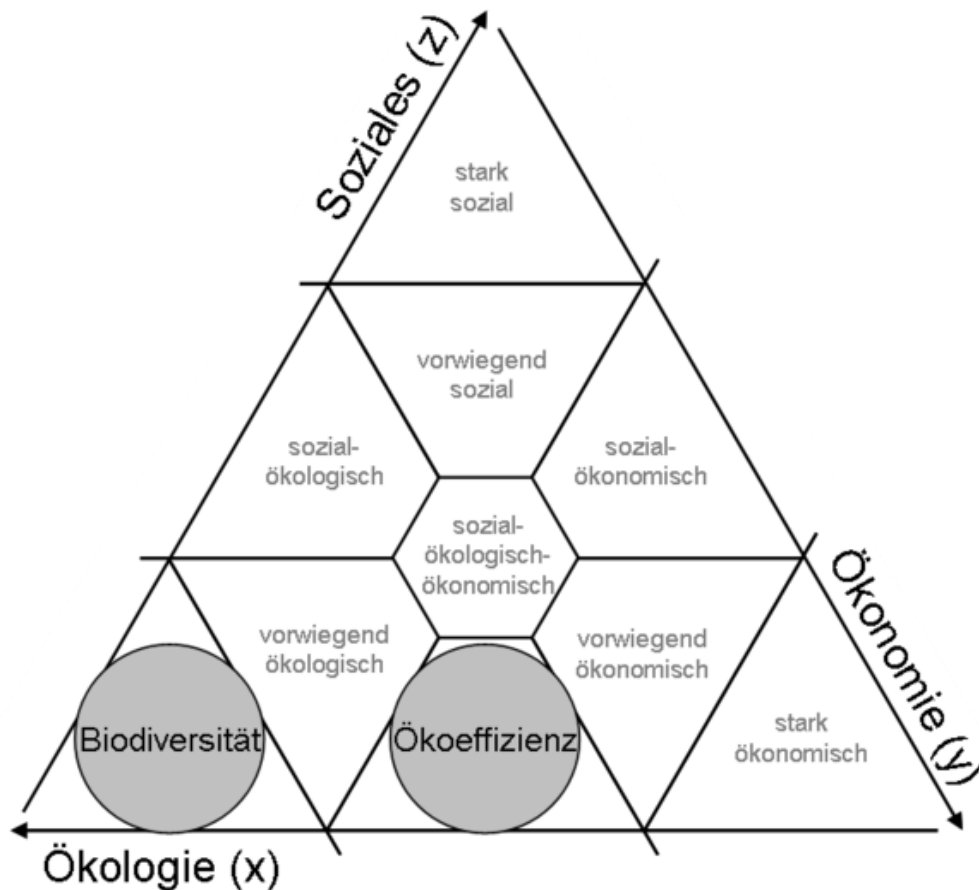 Soziales (z)
stark
sozial
vorwiegend
sozial
sozial-
ökologisch
sozial-
ökonomisch
sozial-
ökologisch-
ökonomisch
vorwiegend
ökologisch
vorwiegend
ökonomisch
Ökonomie (y)
Biodiversität
Ökoeffizienz
stark
ökonomisch
Ökologie (x)